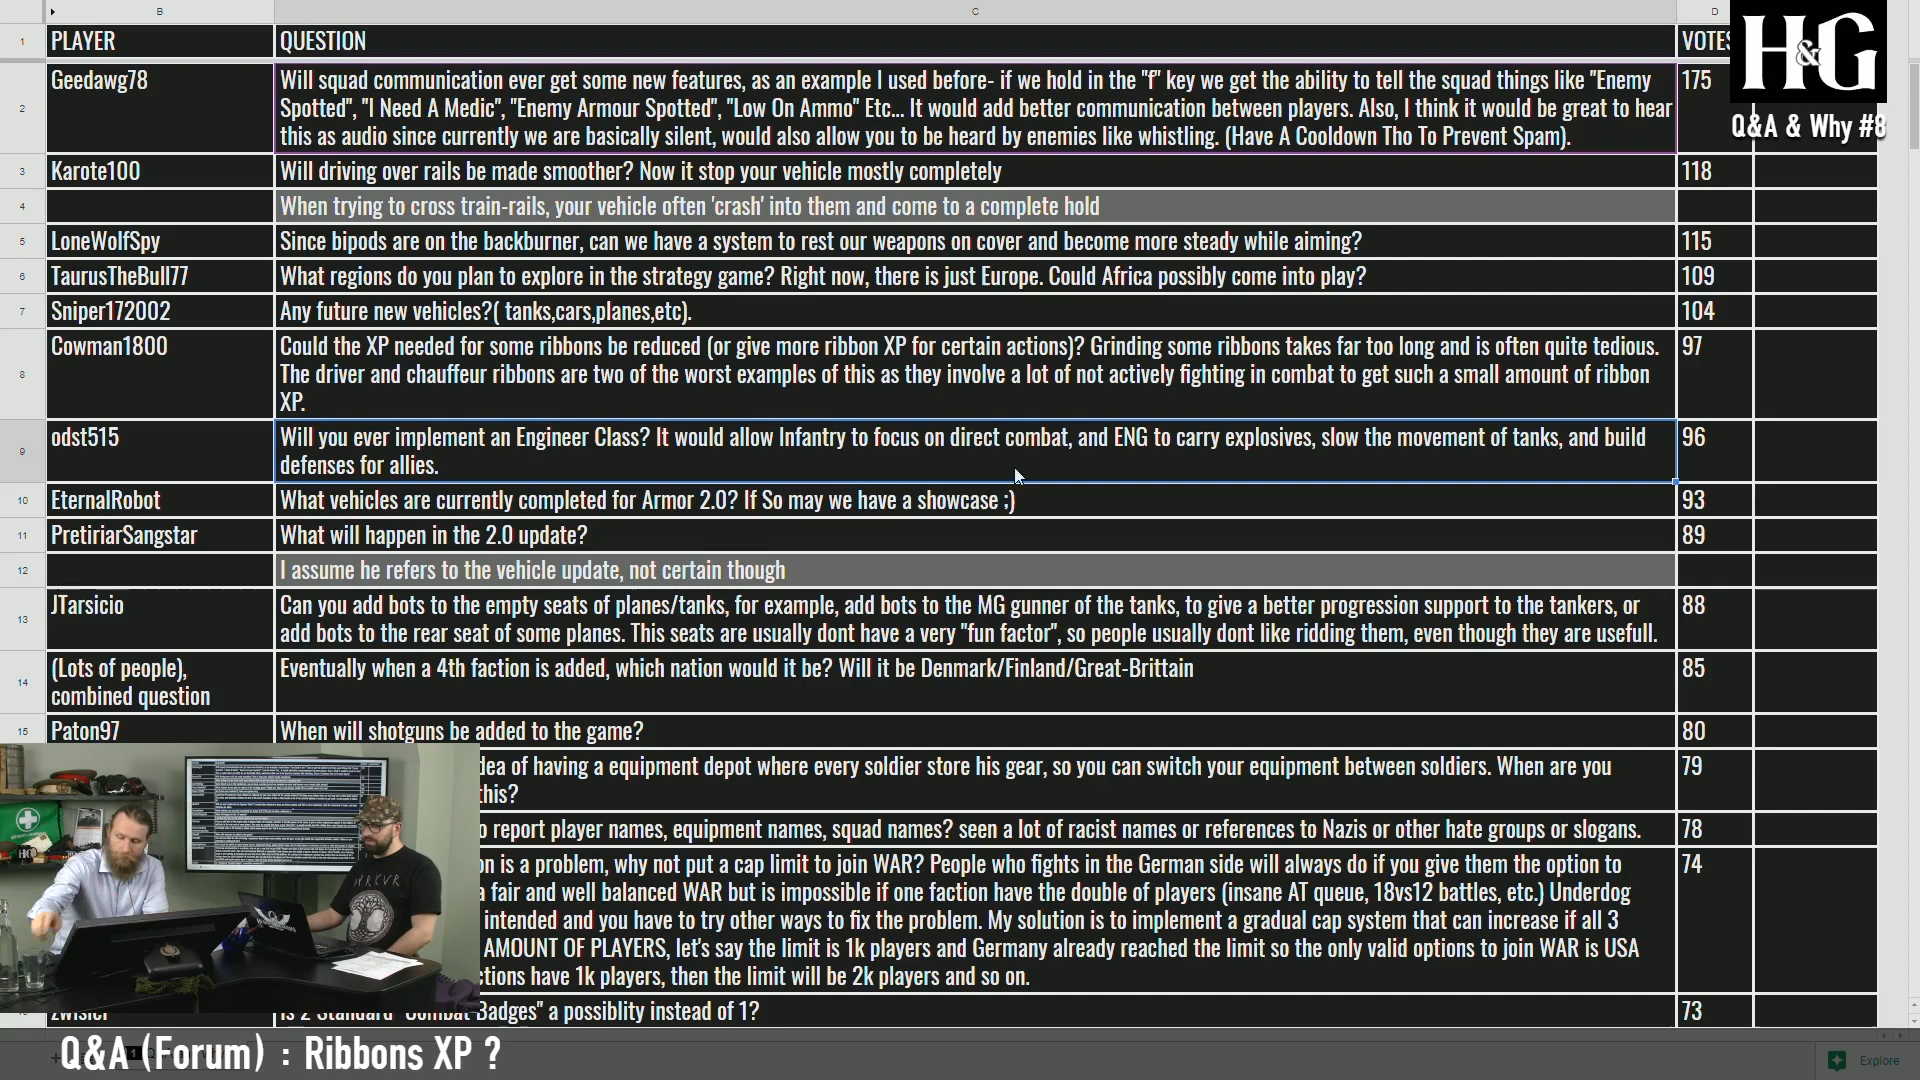 B
C
D
1
PLAYER
QUESTION
VOTES
H&G
Q&A & Why #8
2
Geedawg78
Will squad communication ever get some new features, as an example I used before- if we hold in the "f" key we get the ability to tell the squad things like "Enemy
Spotted", "I Need A Medic", "Enemy Armour Spotted", "Low On Ammo" Etc... It would add better communication between players. Also, I think it would be great to hear
this as audio since currently we are basically silent, would also allow you to be heard by enemies like whistling. (Have A Cooldown Tho To Prevent Spam).
175
3
Karote100
Will driving over rails be made smoother? Now it stop your vehicle mostly completely
118
4
When trying to cross train-rails, your vehicle often 'crash' into them and come to a complete hold
5
LoneWolfSpy
Since bipods are on the backburner, can we have a system to rest our weapons on cover and become more steady while aiming?
115
6
TaurusTheBull77
What regions do you plan to explore in the strategy game? Right now, there is just Europe. Could Africa possibly come into play?
109
7
Sniper172002
Any future new vehicles?( tanks,cars,planes,etc).
104
8
Cowman1800
Could the XP needed for some ribbons be reduced (or give more ribbon XP for certain actions)? Grinding some ribbons takes far too long and is often quite tedious.
The driver and chauffeur ribbons are two of the worst examples of this as they involve a lot of not actively fighting in combat to get such a small amount of ribbon
XP.
97
9
odst515
Will you ever implement an Engineer Class? It would allow Infantry to focus on direct combat, and ENG to carry explosives, slow the movement of tanks, and build
defenses for allies.
96
10
EternalRobot
What vehicles are currently completed for Armor 2.0? If So may we have a showcase ;)
93
11
PretiriarSangstar
What will happen in the 2.0 update?
89
12
I assume he refers to the vehicle update, not certain though
13
JTarsicio
Can you add bots to the empty seats of planes/tanks, for example, add bots to the MG gunner of the tanks, to give a better progression support to the tankers, or
add bots to the rear seat of some planes. This seats are usually dont have a very "fun factor", so people usually dont like ridding them, even though they are usefull.
88
14
(Lots of people),
combined question
Eventually when a 4th faction is added, which nation would it be? Will it be Denmark/Finland/Great-Brittain
85
15
Paton97
When will shotguns be added to the game?
80
dea of having a equipment depot where every soldier store his gear, so you can switch your equipment between soldiers. When are you
this?
79
o report player names, equipment names, squad names? seen a lot of racist names or references to Nazis or other hate groups or slogans.
78
on is a problem, why not put a cap limit to join WAR? People who fights in the German side will always do if you give them the option to
a fair and well balanced WAR but is impossible if one faction have the double of players (insane AT queue, 18vs12 battles, etc.) Underdog
intended and you have to try other ways to fix the problem. My solution is to implement a gradual cap system that can increase if all 3
AMOUNT OF PLAYERS, let's say the limit is 1k players and Germany already reached the limit so the only valid options to join WAR is USA
ctions have 1k players, then the limit will be 2k players and so on.
74
zwisler
Is 2 Standard "Combat Badges" a possiblity instead of 1?
73
Q&A (Forum) : Ribbons XP ?
Explore